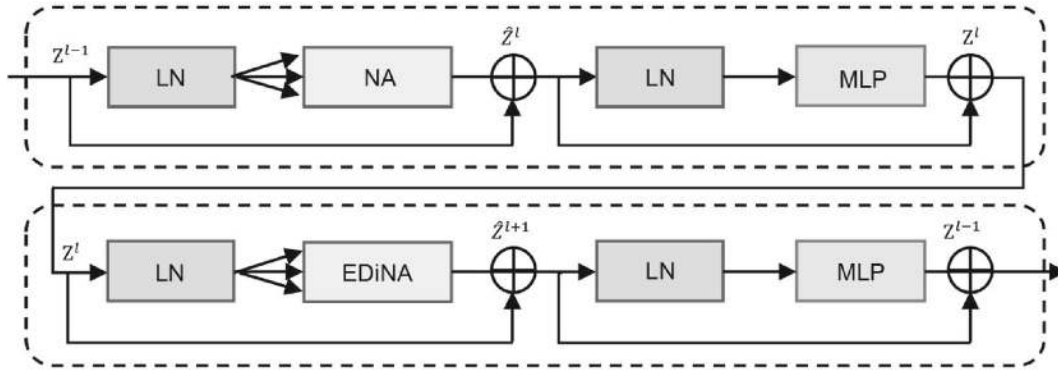 Z^{l-1} LN NA Ẑ^l LN MLP Z^l
Z^l LN EDiNA Ẑ^{l+1} LN MLP Z^{l-1}